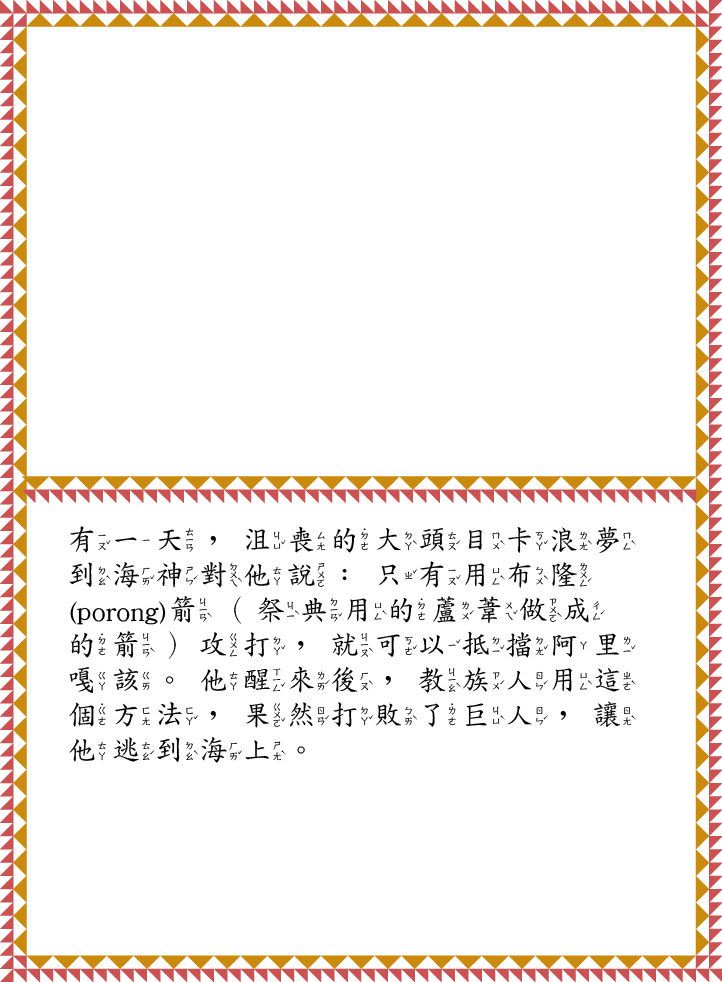 有一天，沮喪的大頭目卡浪夢
到海神對他說：只有用布隆
(porong)箭（祭典用的蘆葦做成
的箭）攻打，就可以抵擋阿里
嘎該。他醒來後，教族人用這
個方法，果然打敗了巨人，讓
他逃到海上。